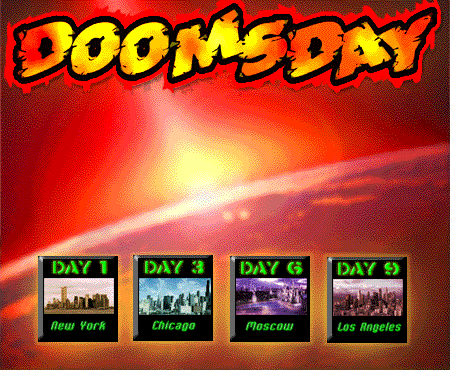 DOOMSDAY
DAY 1
New York
DAY 3
Chicago
DAY 6
Moscow
DAY 9
Los Angeles